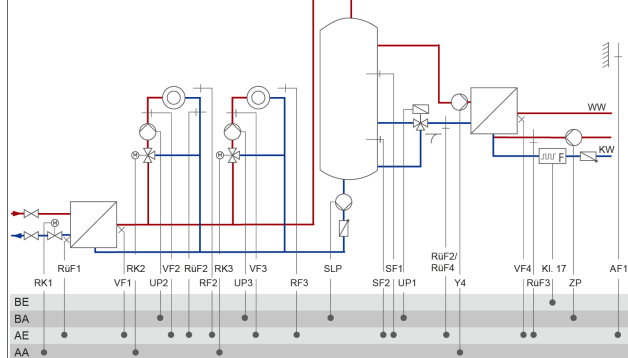 WW
KW
M
M
M
F
RüF1
RK2
VF2
RüF2
RK3
VF3
SLP
SF1
RüF2/
RüF4
VF4
Kl. 17
AF1
RK1
VF1
UP2
RF2
UP3
RF3
SF2
UP1
Y4
RüF3
ZP
BE
BA
AE
AA